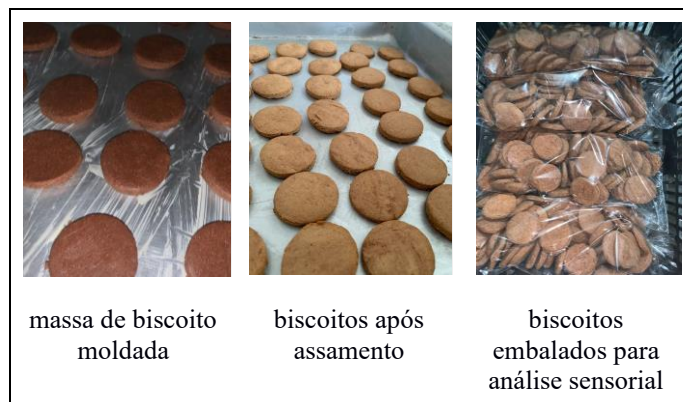 massa de biscoito
moldada
biscoitos após
assamento
biscoitos
embalados para
análise sensorial